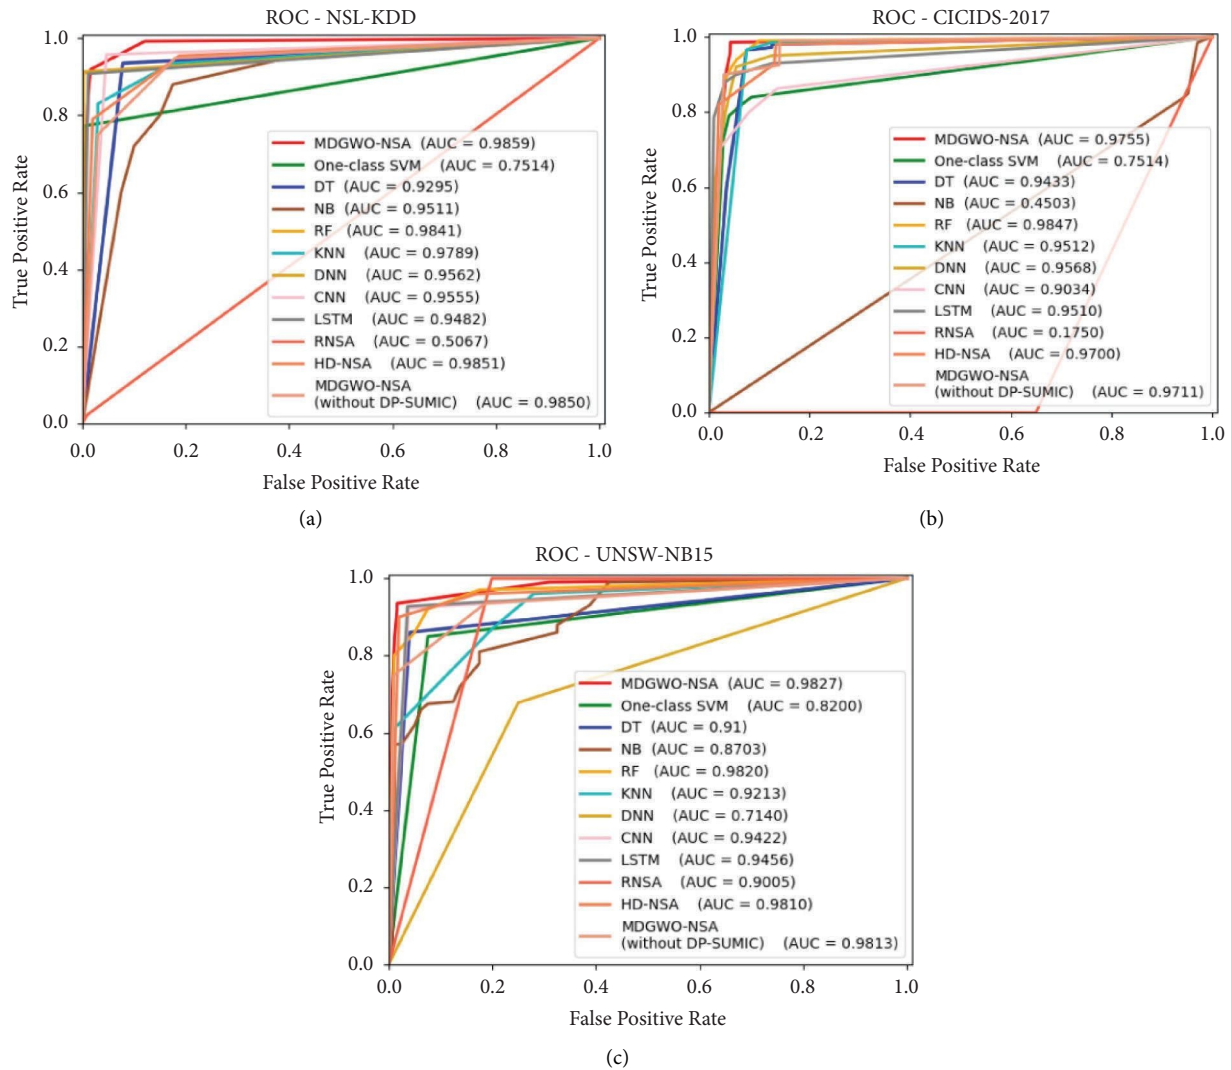 ROC - NSL-KDD
True Positive Rate
1.0
0.8
0.6
0.4
0.2
0.0
MDGWO-NSA (AUC = 0.9859)
One-class SVM (AUC = 0.7514)
DT (AUC = 0.9295)
NB (AUC = 0.9511)
RF (AUC = 0.9841)
KNN (AUC = 0.9789)
DNN (AUC = 0.9562)
CNN (AUC = 0.9555)
LSTM (AUC = 0.9482)
RNSA (AUC = 0.5067)
HD-NSA (AUC = 0.9851)
MDGWO-NSA
(without DP-SUMIC) (AUC = 0.9850)
0.0 0.2 0.4 0.6 0.8 1.0
False Positive Rate
(a)
ROC - CICIDS-2017
True Positive Rate
1.0
0.8
0.6
0.4
0.2
0.0
MDGWO-NSA (AUC = 0.9755)
One-class SVM (AUC = 0.7514)
DT (AUC = 0.9433)
NB (AUC = 0.4503)
RF (AUC = 0.9847)
KNN (AUC = 0.9512)
DNN (AUC = 0.9568)
CNN (AUC = 0.9034)
LSTM (AUC = 0.9510)
RNSA (AUC = 0.1750)
HD-NSA (AUC = 0.9700)
MDGWO-NSA
(without DP-SUMIC) (AUC = 0.9711)
0.0 0.2 0.4 0.6 0.8 1.0
False Positive Rate
(b)
ROC - UNSW-NB15
True Positive Rate
1.0
0.8
0.6
0.4
0.2
0.0
MDGWO-NSA (AUC = 0.9827)
One-class SVM (AUC = 0.8200)
DT (AUC = 0.91)
NB (AUC = 0.8703)
RF (AUC = 0.9820)
KNN (AUC = 0.9213)
DNN (AUC = 0.7140)
CNN (AUC = 0.9422)
LSTM (AUC = 0.9456)
RNSA (AUC = 0.9005)
HD-NSA (AUC = 0.9810)
MDGWO-NSA
(without DP-SUMIC) (AUC = 0.9813)
0.0 0.2 0.4 0.6 0.8 1.0
False Positive Rate
(c)